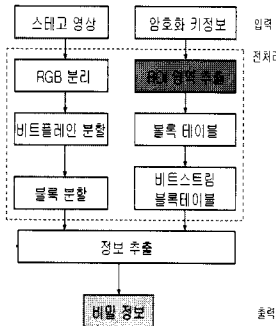 스테고 영상
암호화 키정보
입력
전처리
RGB 분리
ROI 영역 추출
비트플레인 분할
블록 테이블
블록 분할
비트스트림
블록테이블
정보 추출
비밀 정보
출력